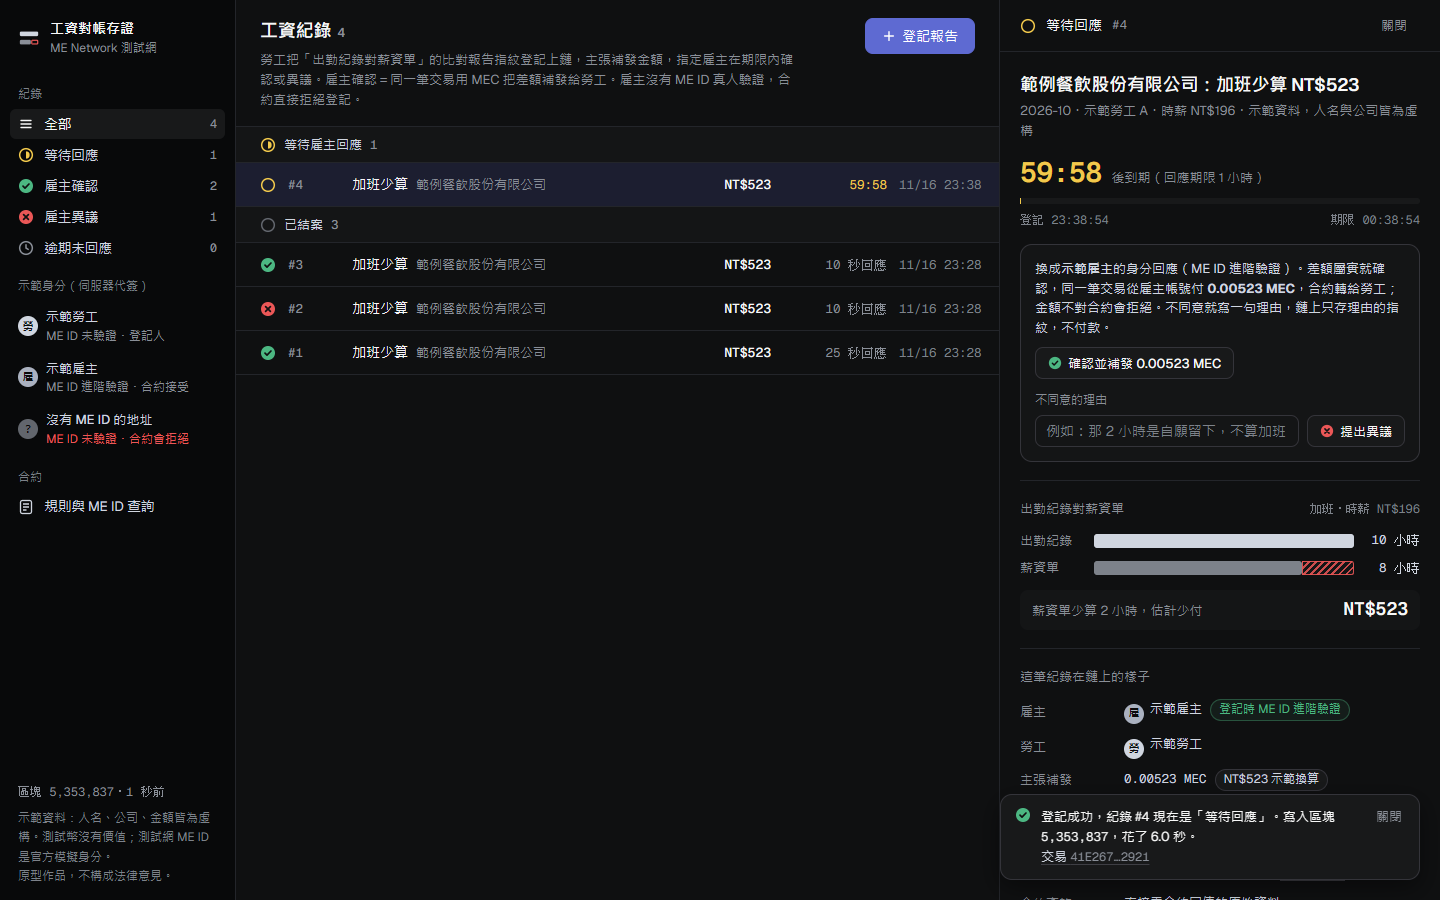 工資對帳存證
ME Network 測試網
紀錄
全部 4
等待回應 1
雇主確認 2
雇主異議 1
逾期未回應 0
示範身分（伺服器代簽）
勞 示範勞工
ME ID 未驗證 · 登記人
雇 示範雇主
ME ID 進階驗證 · 合約接受
? 沒有 ME ID 的地址
ME ID 未驗證 · 合約會拒絕
合約
規則與 ME ID 查詢
區塊 5,353,837 · 1 秒前
示範資料：人名、公司、金額皆為虛
構。測試幣沒有價值；測試網 ME ID
是官方模擬身分。
原型作品，不構成法律意見。
工資紀錄 4
+ 登記報告
勞工把「出勤紀錄對薪資單」的比對報告指紋登記上鏈，主張補發金額，指定雇主在期限內確
認或異議。雇主確認 = 同一筆交易用 MEC 把差額補發給勞工。雇主沒有 ME ID 真人驗證，合
約直接拒絕登記。
等待雇主回應 1
#4 加班少算 範例餐飲股份有限公司 NT$523 59:58 11/16 23:38
已結案 3
#3 加班少算 範例餐飲股份有限公司 NT$523 10 秒回應 11/16 23:28
#2 加班少算 範例餐飲股份有限公司 NT$523 10 秒回應 11/16 23:28
#1 加班少算 範例餐飲股份有限公司 NT$523 25 秒回應 11/16 23:28
等待回應 #4 關閉
範例餐飲股份有限公司：加班少算 NT$523
2026-10 · 示範勞工 A · 時薪 NT$196 · 示範資料，人名與公司皆為虛
構
59:58 後到期（回應期限 1 小時）
登記 23:38:54 期限 00:38:54
換成示範雇主的身分回應（ME ID 進階驗證）。差額屬實就確
認，同一筆交易從雇主帳號付 0.00523 MEC，合約轉給勞工；
金額不對合約會拒絕。不同意就寫一句理由，鏈上只存理由的指
紋，不付款。
確認並補發 0.00523 MEC
不同意的理由
例如：那 2 小時是自願留下，不算加班 提出異議
出勤紀錄對薪資單 加班 · 時薪 NT$196
出勤紀錄 10 小時
薪資單 8 小時
薪資單少算 2 小時，估計少付 NT$523
這筆紀錄在鏈上的樣子
雇主 雇 示範雇主 登記時 ME ID 進階驗證
勞工 勞 示範勞工
主張補發 0.00523 MEC NT$523 示範換算
登記成功，紀錄 #4 現在是「等待回應」。寫入區塊 關閉
5,353,837，花了 6.0 秒。
交易 41E267…2921